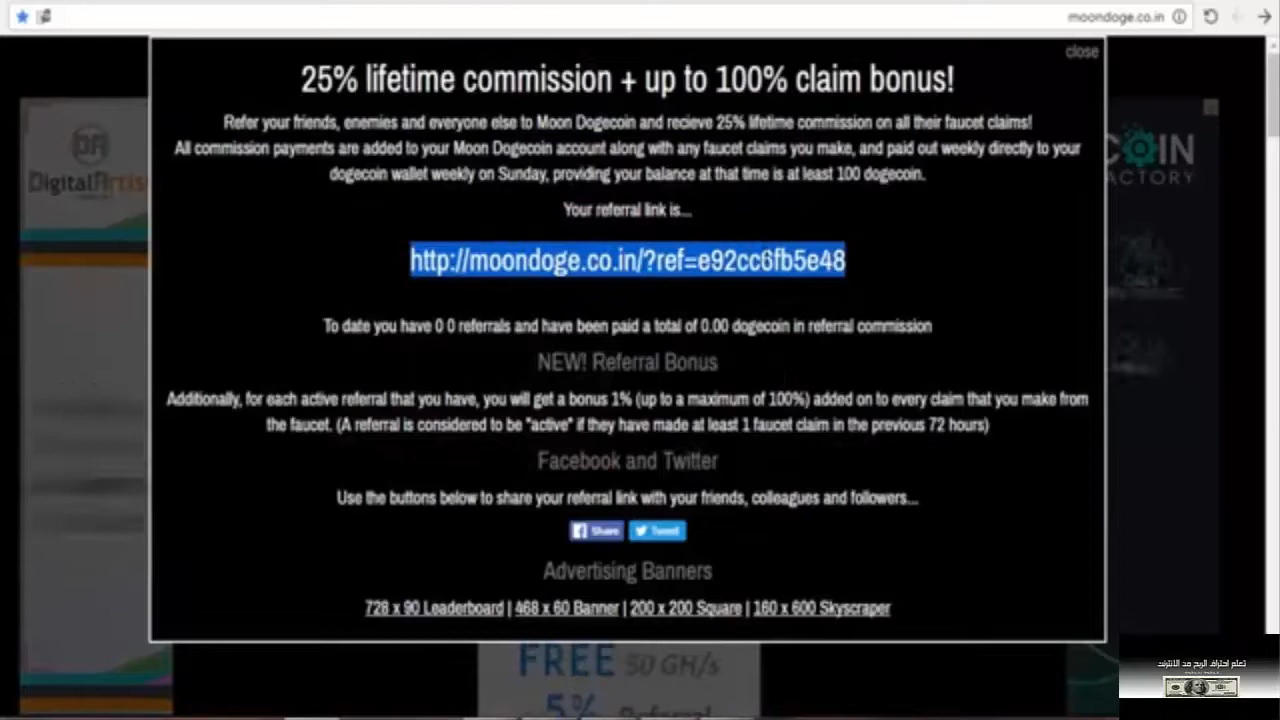 moondoge.co.in
close
25% lifetime commission + up to 100% claim bonus!
Refer your friends, enemies and everyone else to Moon Dogecoin and recieve 25% lifetime commission on all their faucet claims!
All commission payments are added to your Moon Dogecoin account along with any faucet claims you make, and paid out weekly directly to your
dogecoin wallet weekly on Sunday, providing your balance at that time is at least 100 dogecoin.
Your referral link is...
http://moondoge.co.in/?ref=e92cc6fb5e48
To date you have 0 0 referrals and have been paid a total of 0.00 dogecoin in referral commission
NEW! Referral Bonus
Additionally, for each active referral that you have, you will get a bonus 1% (up to a maximum of 100%) added on to every claim that you make from
the faucet. (A referral is considered to be "active" if they have made at least 1 faucet claim in the previous 72 hours)
Facebook and Twitter
Use the buttons below to share your referral link with your friends, colleagues and followers...
Share Tweet
Advertising Banners
728 x 90 Leaderboard | 468 x 60 Banner | 200 x 200 Square | 160 x 600 Skyscraper
DA
DigitalArtis
COIN
ACTORY
FREE 50 GH/s
5% Referral
تعلم احتراف الربح من الانترنت